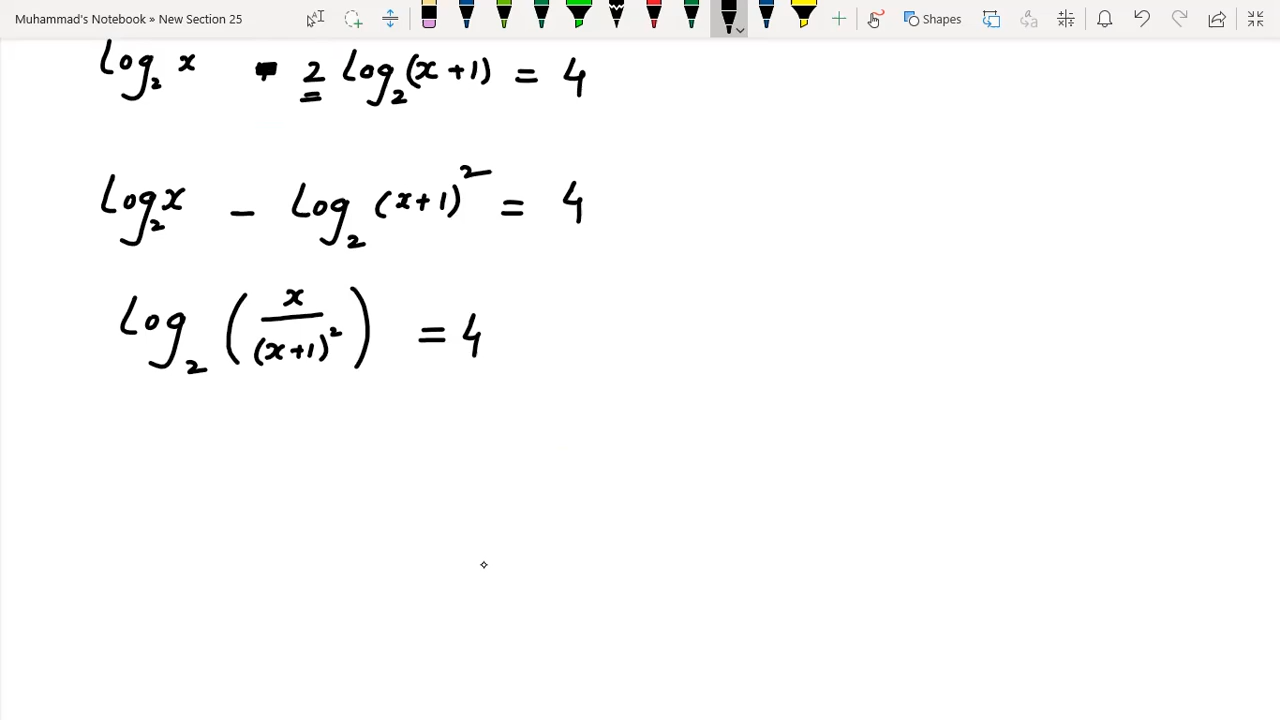 Muhammad's Notebook » New Section 25
Shapes
log₂ x - 2 log₂(x+1) = 4
log₂x - log₂ (x+1)² = 4
log₂ (x/(x+1)²) = 4